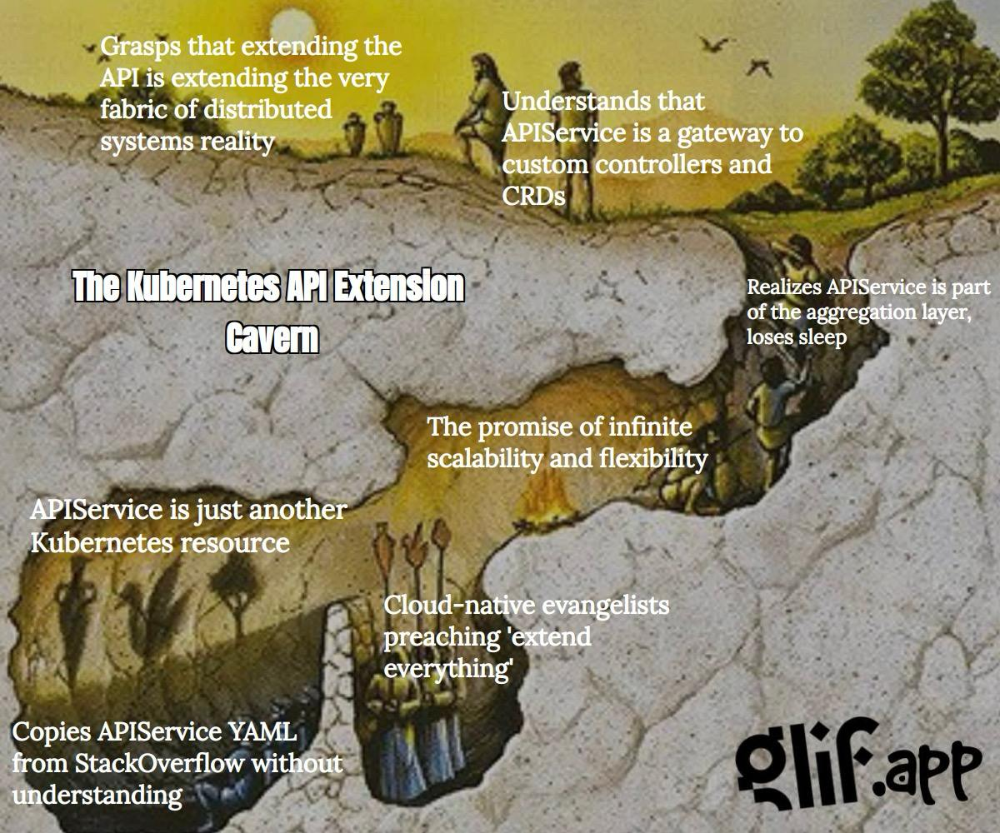 Grasps that extending the
API is extending the very
fabric of distributed
systems reality
Understands that
APIService is a gateway to
custom controllers and
CRDs
The Kubernetes API Extension
Cavern
Realizes APIService is part
of the aggregation layer,
loses sleep
The promise of infinite
scalability and flexibility
APIService is just another
Kubernetes resource
Cloud-native evangelists
preaching 'extend
everything'
Copies APIService YAML
from StackOverflow without
understanding
glif.app